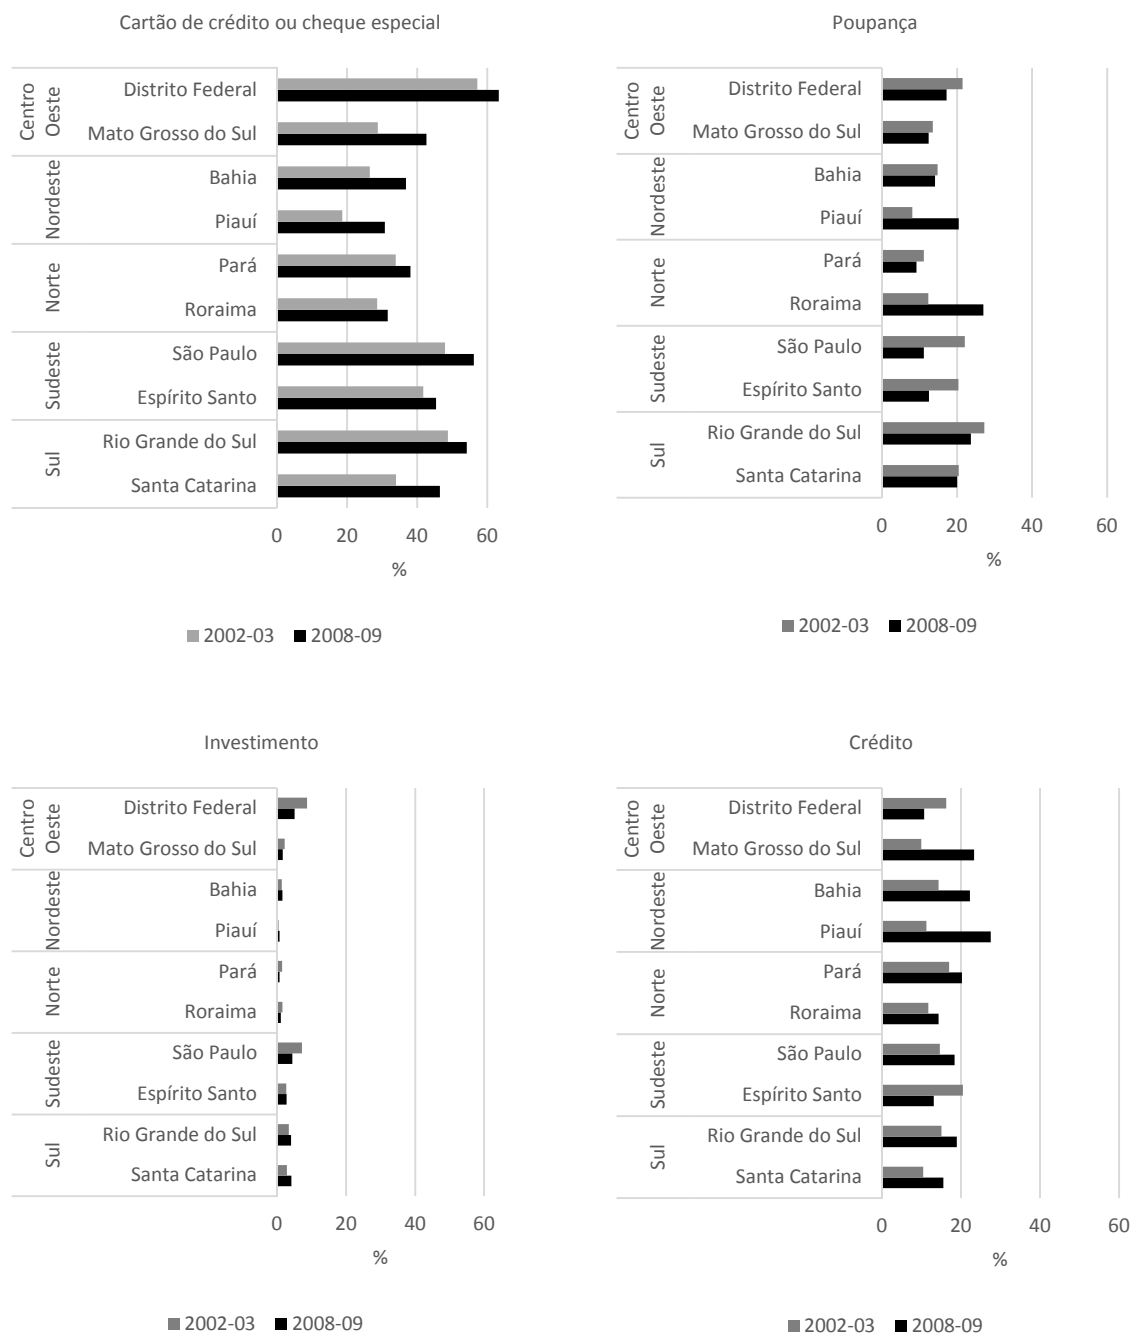 Cartão de crédito ou cheque especial
Centro
Oeste
Distrito Federal
Mato Grosso do Sul
Nordeste
Bahia
Piauí
Norte
Pará
Roraima
Sudeste
São Paulo
Espírito Santo
Sul
Rio Grande do Sul
Santa Catarina
0 20 40 60
%
2002-03 2008-09
Poupança
Centro
Oeste
Distrito Federal
Mato Grosso do Sul
Nordeste
Bahia
Piauí
Norte
Pará
Roraima
Sudeste
São Paulo
Espírito Santo
Sul
Rio Grande do Sul
Santa Catarina
0 20 40 60
%
2002-03 2008-09
Investimento
Centro
Oeste
Distrito Federal
Mato Grosso do Sul
Nordeste
Bahia
Piauí
Norte
Pará
Roraima
Sudeste
São Paulo
Espírito Santo
Sul
Rio Grande do Sul
Santa Catarina
0 20 40 60
%
2002-03 2008-09
Crédito
Centro
Oeste
Distrito Federal
Mato Grosso do Sul
Nordeste
Bahia
Piauí
Norte
Pará
Roraima
Sudeste
São Paulo
Espírito Santo
Sul
Rio Grande do Sul
Santa Catarina
0 20 40 60
%
2002-03 2008-09